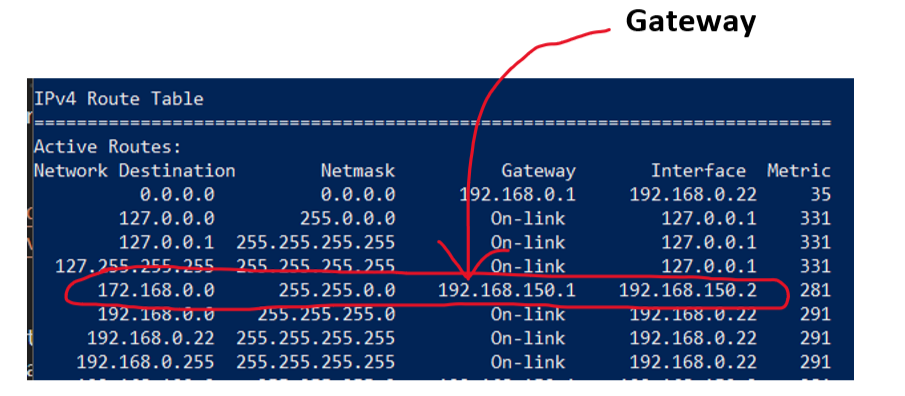 Gateway
IPv4 Route Table
===========================================================================
Active Routes:
Network Destination Netmask Gateway Interface Metric
0.0.0.0 0.0.0.0 192.168.0.1 192.168.0.22 35
127.0.0.0 255.0.0.0 On-link 127.0.0.1 331
127.0.0.1 255.255.255.255 On-link 127.0.0.1 331
127.255.255.255 255.255.255.255 On-link 127.0.0.1 331
172.168.0.0 255.255.0.0 192.168.150.1 192.168.150.2 281
192.168.0.0 255.255.255.0 On-link 192.168.0.22 291
192.168.0.22 255.255.255.255 On-link 192.168.0.22 291
192.168.0.255 255.255.255.255 On-link 192.168.0.22 291